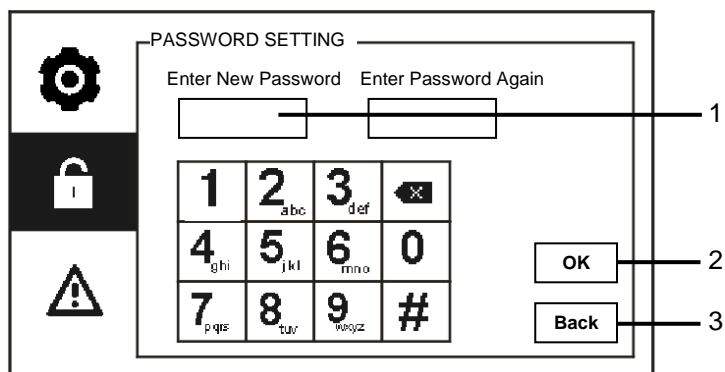 PASSWORD SETTING
Enter New Password Enter Password Again
1
1 2abc 3def
4ghi 5jkl 6mno 0
OK
2
7pqrs 8tuv 9wxyz #
Back
3